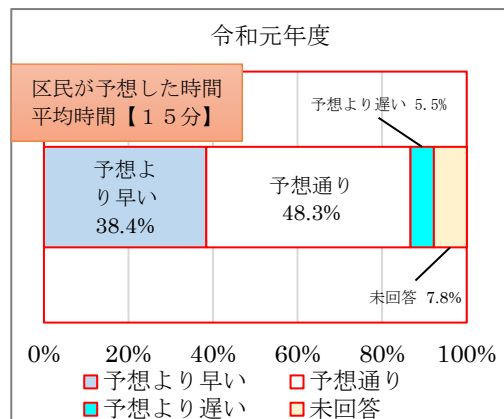 令和元年度
区民が予想した時間
平均時間【１５分】
予想より遅い 5.5%
予想よ
り早い
38.4%
予想通り
48.3%
未回答 7.8%
0% 20% 40% 60% 80% 100%
予想より早い 予想通り
予想より遅い 未回答